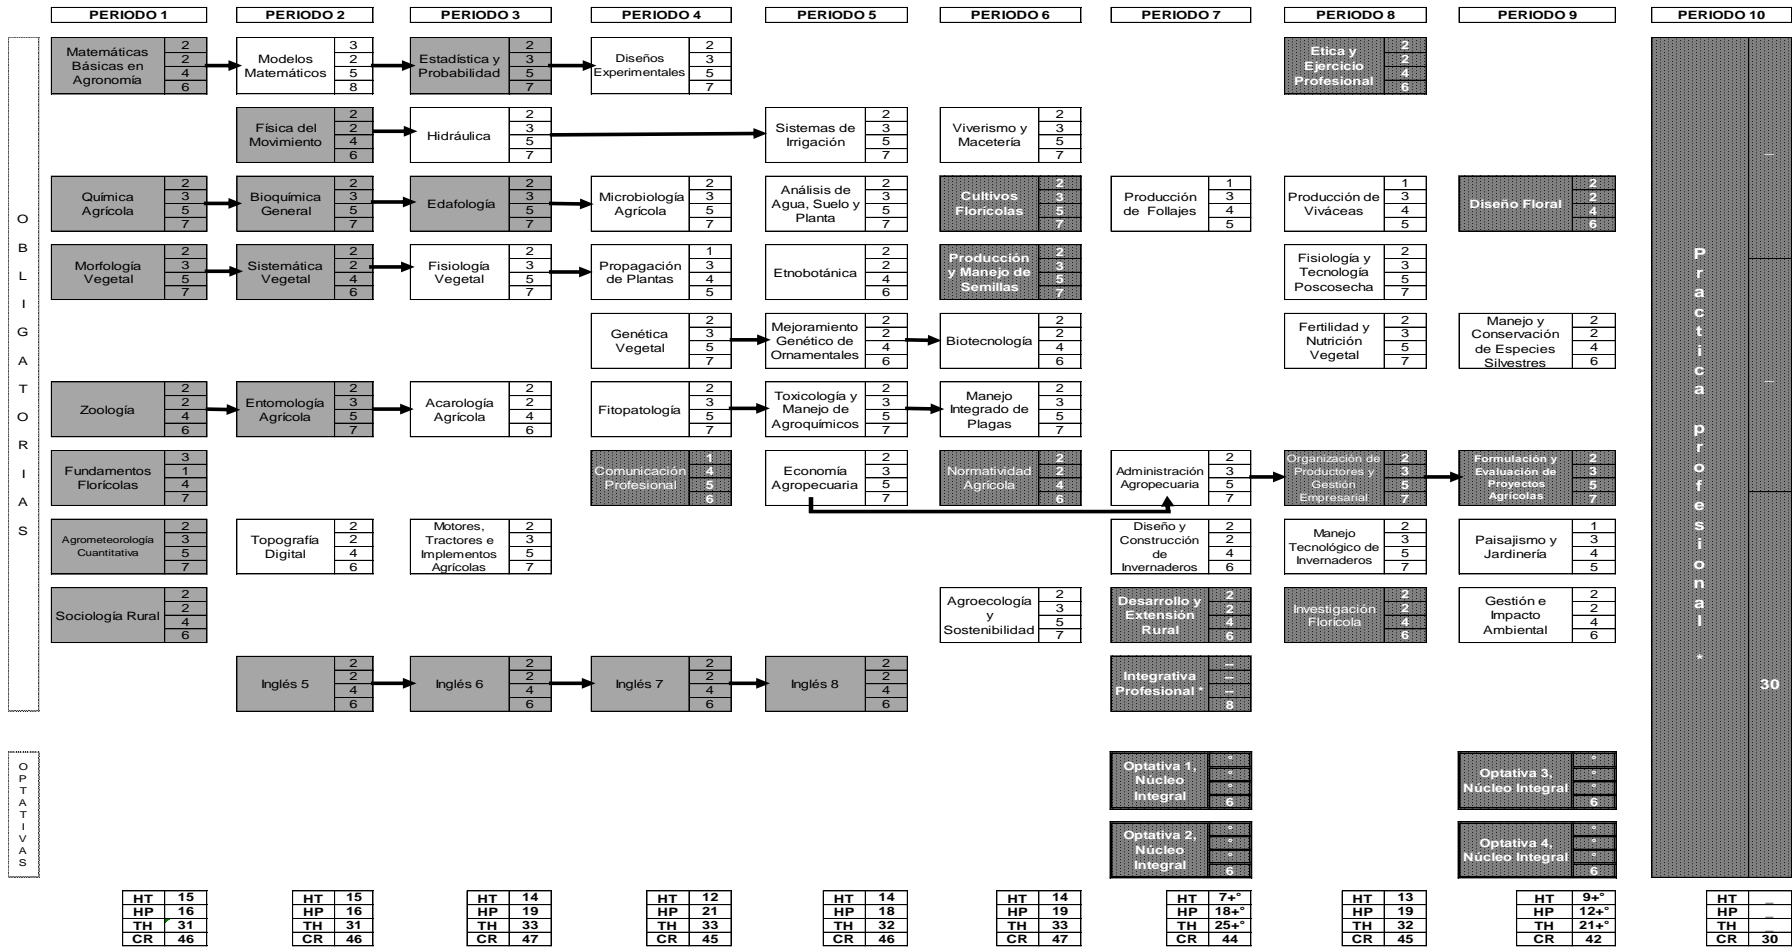 PERIODO 1
PERIODO 2
PERIODO 3
PERIODO 4
PERIODO 5
PERIODO 6
PERIODO 7
PERIODO 8
PERIODO 9
PERIODO 10
OBLIGATORIAS
Matemáticas
Básicas en
Agronomía
2
2
4
6
Modelos
Matemáticos
3
2
5
8
Estadística y
Probabilidad
2
3
5
7
Diseños
Experimentales
2
3
5
7
Etica y
Ejercicio
Profesional
2
2
4
6
Física del
Movimiento
2
2
4
6
Hidráulica
2
3
5
7
Sistemas de
Irrigación
2
3
5
7
Viverismo y
Macetería
2
3
5
7
Química
Agrícola
2
3
5
7
Bioquímica
General
2
3
5
7
Edafología
2
3
5
7
Microbiología
Agrícola
2
3
5
7
Análisis de
Agua, Suelo y
Planta
2
3
5
7
Cultivos
Florícolas
2
3
5
7
Producción
de Follajes
1
3
4
5
Producción de
Viváceas
1
3
4
5
Diseño Floral
2
2
4
6
Morfología
Vegetal
2
3
5
7
Sistemática
Vegetal
2
2
4
6
Fisiología
Vegetal
2
3
5
7
Propagación
de Plantas
1
3
4
5
Etnobotánica
2
2
4
6
Producción
y Manejo de
Semillas
2
3
5
7
Fisiología y
Tecnología
Poscosecha
2
3
5
7
Genética
Vegetal
2
3
5
7
Mejoramiento
Genético de
Ornamentales
2
2
4
6
Biotecnología
2
2
4
6
Fertilidad y
Nutrición
Vegetal
2
3
5
7
Manejo y
Conservación
de Especies
Silvestres
2
2
4
6
Zoología
2
2
4
6
Entomología
Agrícola
2
3
5
7
Acarología
Agrícola
2
2
4
6
Fitopatología
2
3
5
7
Toxicología y
Manejo de
Agroquímicos
2
3
5
7
Manejo
Integrado de
Plagas
2
3
5
7
Fundamentos
Florícolas
3
1
4
7
Comunicación
Profesional
1
4
5
6
Economía
Agropecuaria
2
3
5
7
Normatividad
Agrícola
2
2
4
6
Administración
Agropecuaria
2
3
5
7
Organización de
Productores y
Gestión
Empresarial
2
3
5
7
Formulación y
Evaluación de
Proyectos
Agrícolas
2
3
5
7
Agrometeorología
Cuantitativa
2
3
5
7
Topografía
Digital
2
2
4
6
Motores,
Tractores e
Implementos
Agrícolas
2
3
5
7
Diseño y
Construcción
de
Invernaderos
2
2
4
6
Manejo
Tecnológico de
Invernaderos
2
3
5
7
Paisajismo y
Jardinería
1
3
4
5
Sociología Rural
2
2
4
6
Agroecología
y
Sostenibilidad
2
3
5
7
Desarrollo y
Extensión
Rural
2
2
4
6
Investigación
Florícola
2
2
4
6
Gestión e
Impacto
Ambiental
2
2
4
6
Inglés 5
2
2
4
6
Inglés 6
2
2
4
6
Inglés 7
2
2
4
6
Inglés 8
2
2
4
6
Integrativa
Profesional *
--
--
--
8
Practica profesional *
_
_
30
OPTATIVAS
Optativa 1,
Núcleo
Integral
°
°
°
6
Optativa 3,
Núcleo Integral
°
°
°
6
Optativa 2,
Núcleo
Integral
°
°
°
6
Optativa 4,
Núcleo Integral
°
°
°
6
HT 15
HP 16
TH 31
CR 46
HT 15
HP 16
TH 31
CR 46
HT 14
HP 19
TH 33
CR 47
HT 12
HP 21
TH 33
CR 45
HT 14
HP 18
TH 32
CR 46
HT 14
HP 19
TH 33
CR 47
HT 7+°
HP 18+°
TH 25+°
CR 44
HT 13
HP 19
TH 32
CR 45
HT 9+°
HP 12+°
TH 21+°
CR 42
HT _
HP _
TH _
CR 30